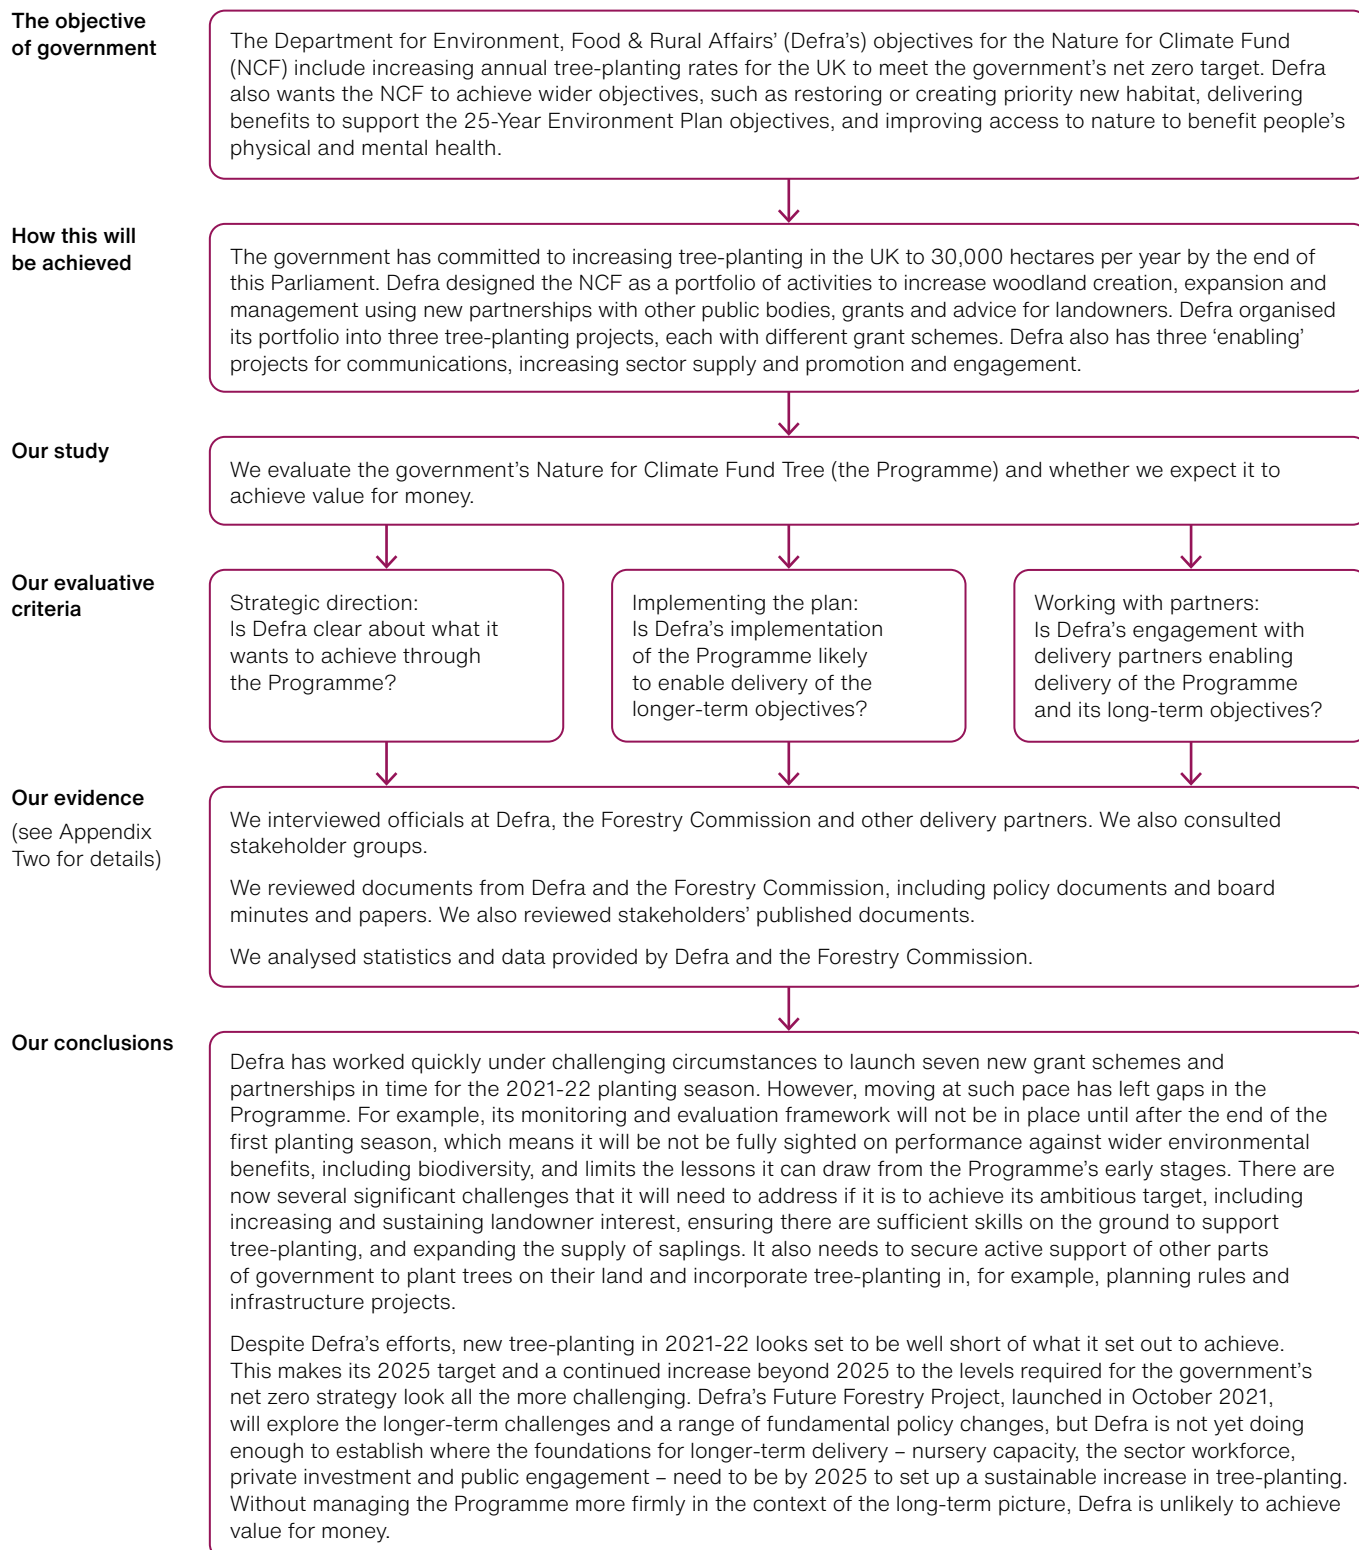 The objective
of government
The Department for Environment, Food & Rural Affairs’ (Defra’s) objectives for the Nature for Climate Fund
(NCF) include increasing annual tree-planting rates for the UK to meet the government’s net zero target. Defra
also wants the NCF to achieve wider objectives, such as restoring or creating priority new habitat, delivering
benefits to support the 25-Year Environment Plan objectives, and improving access to nature to benefit people’s
physical and mental health.
How this will
be achieved
The government has committed to increasing tree-planting in the UK to 30,000 hectares per year by the end of
this Parliament. Defra designed the NCF as a portfolio of activities to increase woodland creation, expansion and
management using new partnerships with other public bodies, grants and advice for landowners. Defra organised
its portfolio into three tree-planting projects, each with different grant schemes. Defra also has three ‘enabling’
projects for communications, increasing sector supply and promotion and engagement.
Our study
We evaluate the government’s Nature for Climate Fund Tree (the Programme) and whether we expect it to
achieve value for money.
Our evaluative
criteria
Strategic direction:
Is Defra clear about what it
wants to achieve through
the Programme?
Implementing the plan:
Is Defra’s implementation
of the Programme likely
to enable delivery of the
longer-term objectives?
Working with partners:
Is Defra’s engagement with
delivery partners enabling
delivery of the Programme
and its long-term objectives?
Our evidence
(see Appendix
Two for details)
We interviewed officials at Defra, the Forestry Commission and other delivery partners. We also consulted
stakeholder groups.
We reviewed documents from Defra and the Forestry Commission, including policy documents and board
minutes and papers. We also reviewed stakeholders’ published documents.
We analysed statistics and data provided by Defra and the Forestry Commission.
Our conclusions
Defra has worked quickly under challenging circumstances to launch seven new grant schemes and
partnerships in time for the 2021-22 planting season. However, moving at such pace has left gaps in the
Programme. For example, its monitoring and evaluation framework will not be in place until after the end of the
first planting season, which means it will be not be fully sighted on performance against wider environmental
benefits, including biodiversity, and limits the lessons it can draw from the Programme’s early stages. There are
now several significant challenges that it will need to address if it is to achieve its ambitious target, including
increasing and sustaining landowner interest, ensuring there are sufficient skills on the ground to support
tree-planting, and expanding the supply of saplings. It also needs to secure active support of other parts
of government to plant trees on their land and incorporate tree-planting in, for example, planning rules and
infrastructure projects.
Despite Defra’s efforts, new tree-planting in 2021-22 looks set to be well short of what it set out to achieve.
This makes its 2025 target and a continued increase beyond 2025 to the levels required for the government’s
net zero strategy look all the more challenging. Defra’s Future Forestry Project, launched in October 2021,
will explore the longer-term challenges and a range of fundamental policy changes, but Defra is not yet doing
enough to establish where the foundations for longer-term delivery – nursery capacity, the sector workforce,
private investment and public engagement – need to be by 2025 to set up a sustainable increase in tree-planting.
Without managing the Programme more firmly in the context of the long-term picture, Defra is unlikely to achieve
value for money.